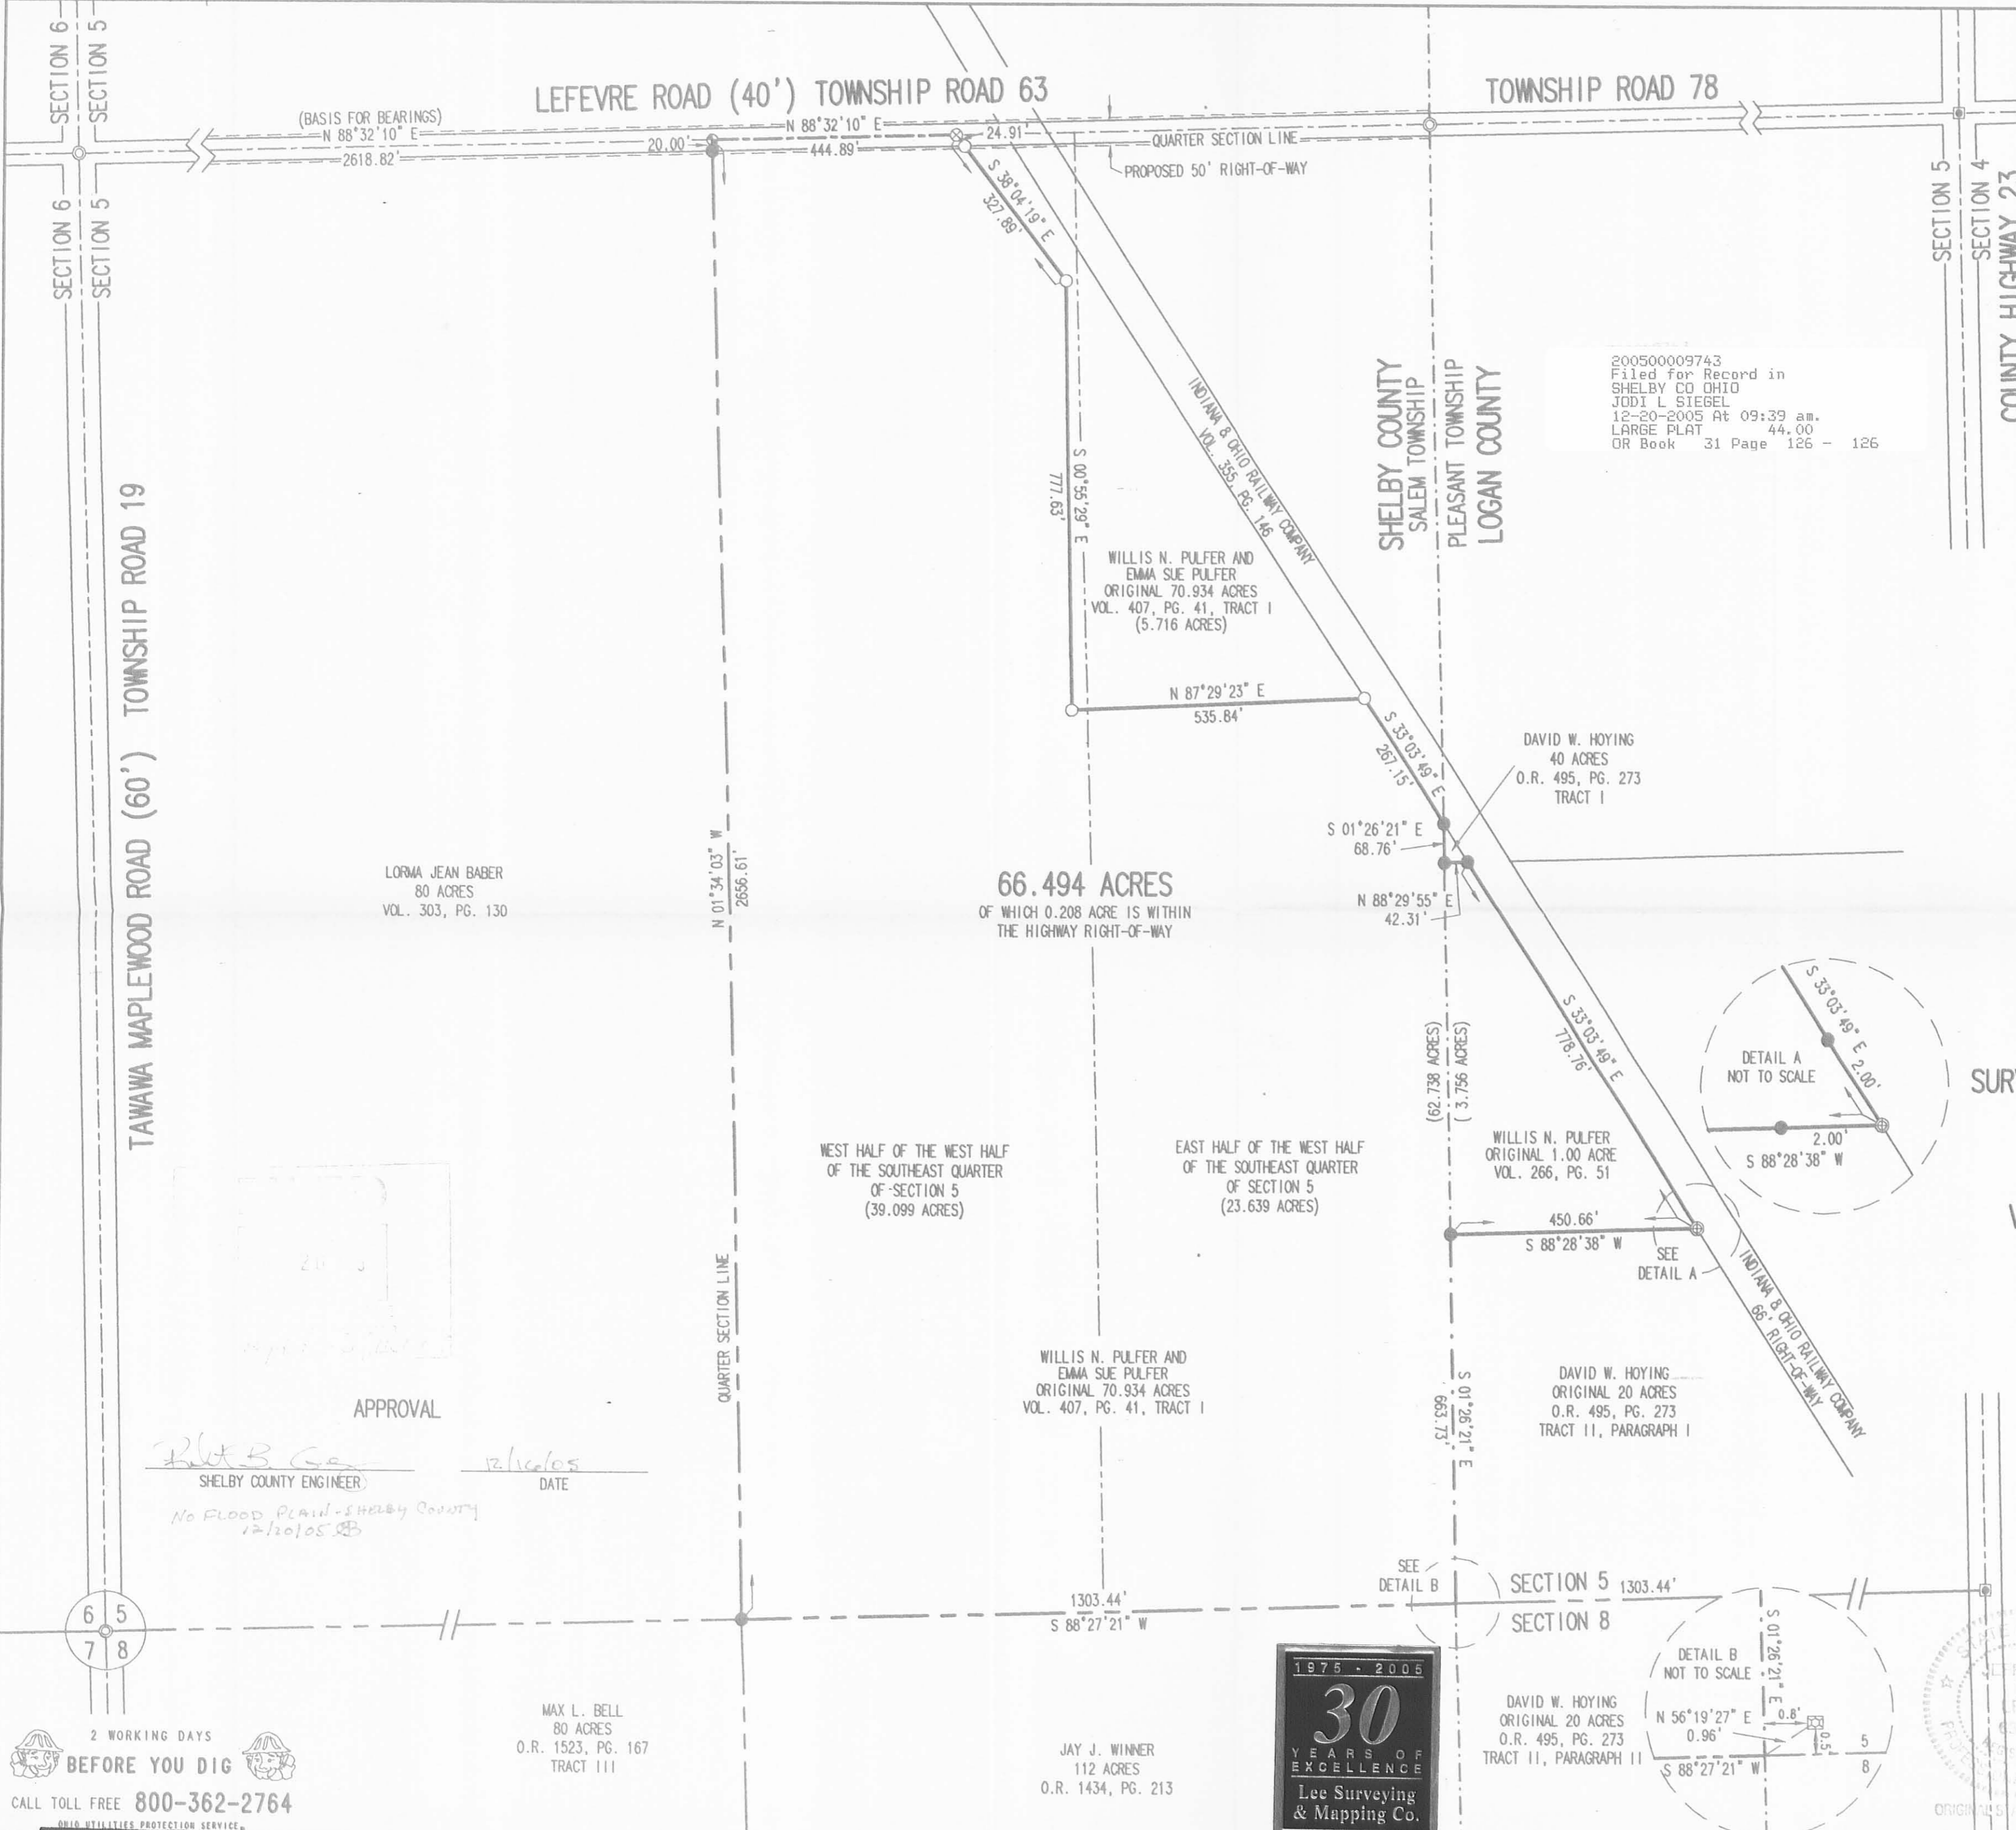 SECTION 6
SECTION 5
LEFEVRE ROAD (40') TOWNSHIP ROAD 63
TOWNSHIP ROAD 78
(BASIS FOR BEARINGS)
N 88°32'10" E
2618.82'
N 88°32'10" E
20.00'
444.89'
24.91'
QUARTER SECTION LINE
PROPOSED 50' RIGHT-OF-WAY
SECTION 6
SECTION 5
SECTION 5
SECTION 4
COUNTY HIGHWAY 23
S 38°04'19" E
327.89'
S 00°55'29" E
777.63'
INDIANA & OHIO RAILWAY COMPANY
VOL. 355, PG. 146
SHELBY COUNTY
SALEM TOWNSHIP
PLEASANT TOWNSHIP
LOGAN COUNTY
200500009743
Filed for Record in
SHELBY CO OHIO
JODI L SIEGEL
12-20-2005 At 09:39 am.
LARGE PLAT 44.00
OR Book 31 Page 126 - 126
WILLIS N. PULFER AND
EMMA SUE PULFER
ORIGINAL 70.934 ACRES
VOL. 407, PG. 41, TRACT I
(5.716 ACRES)
TAWAWA MAPLEWOOD ROAD (60') TOWNSHIP ROAD 19
N 87°29'23" E
535.84'
S 33°03'49" E
267.15'
DAVID W. HOYING
40 ACRES
O.R. 495, PG. 273
TRACT I
S 01°26'21" E
68.76'
N 88°29'55" E
42.31'
LORMA JEAN BABER
80 ACRES
VOL. 303, PG. 130
N 01°34'03" W
2656.61'
66.494 ACRES
OF WHICH 0.208 ACRE IS WITHIN
THE HIGHWAY RIGHT-OF-WAY
(62.738 ACRES)
( 3.756 ACRES)
S 33°03'49" E
778.76'
S 33°03'49" E
2.00'
DETAIL A
NOT TO SCALE
2.00'
S 88°28'38" W
SUR
WEST HALF OF THE WEST HALF
OF THE SOUTHEAST QUARTER
OF SECTION 5
(39.099 ACRES)
EAST HALF OF THE WEST HALF
OF THE SOUTHEAST QUARTER
OF SECTION 5
(23.639 ACRES)
WILLIS N. PULFER
ORIGINAL 1.00 ACRE
VOL. 266, PG. 51
450.66'
S 88°28'38" W
SEE
DETAIL A
INDIANA & OHIO RAILWAY COMPANY
66' RIGHT-OF-WAY
QUARTER SECTION LINE
WILLIS N. PULFER AND
EMMA SUE PULFER
ORIGINAL 70.934 ACRES
VOL. 407, PG. 41, TRACT I
S 01°26'21" E
663.73'
DAVID W. HOYING
ORIGINAL 20 ACRES
O.R. 495, PG. 273
TRACT II, PARAGRAPH I
APPROVAL
12/16/05
SHELBY COUNTY ENGINEER
DATE
NO FLOOD PLAIN - SHELBY COUNTY
12/20/05
SEE
DETAIL B
SECTION 5
1303.44'
SECTION 8
1303.44'
S 88°27'21" W
6 5
7 8
S 01°26'21" E
DETAIL B
NOT TO SCALE
N 56°19'27" E
0.96'
0.8'
0.5'
5
8
S 88°27'21" W
DAVID W. HOYING
ORIGINAL 20 ACRES
O.R. 495, PG. 273
TRACT II, PARAGRAPH II
MAX L. BELL
80 ACRES
O.R. 1523, PG. 167
TRACT III
JAY J. WINNER
112 ACRES
O.R. 1434, PG. 213
1975 - 2005
30
YEARS OF
EXCELLENCE
Lee Surveying
& Mapping Co.
2 WORKING DAYS
BEFORE YOU DIG
CALL TOLL FREE 800-362-2764
OHIO UTILITIES PROTECTION SERVICE